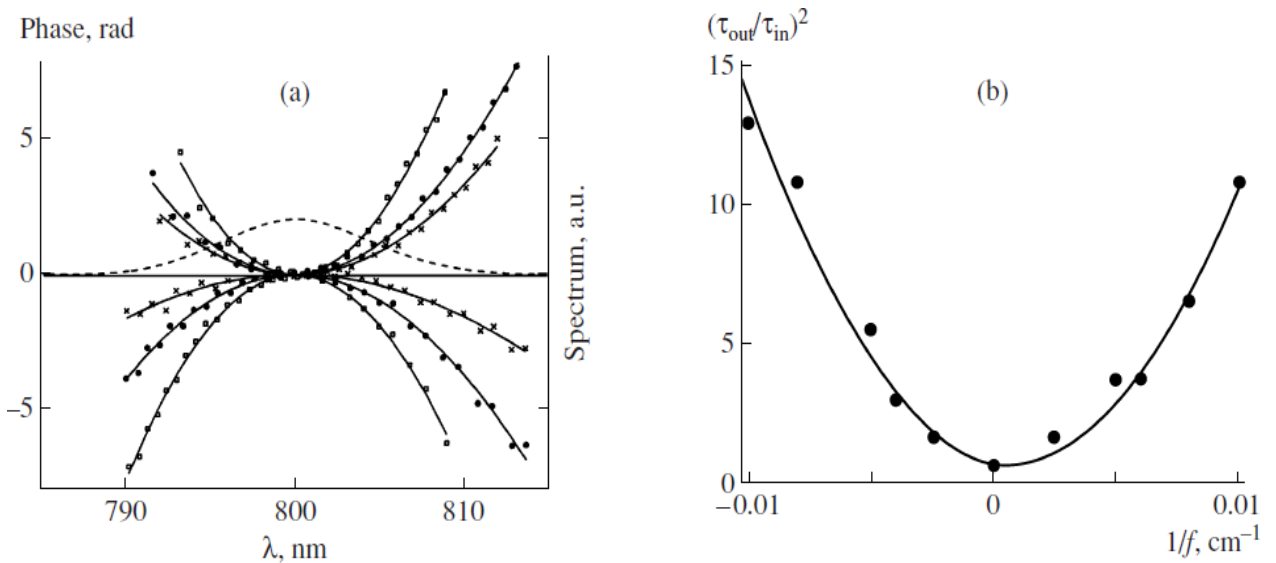 Phase, rad
(a)
5
0
–5
790
800
810
λ, nm
Spectrum, a.u.
(τout/τin)²
(b)
15
10
5
0
–0.01
0
0.01
1/f, cm⁻¹